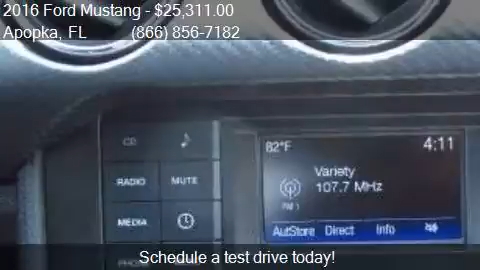 2016 Ford Mustang - $25,311.00
Apopka, FL (866) 856-7182
CD
82°F 4:11
RADIO MUTE
Variety
107.7 MHz
FM 1
MEDIA
AutStore Direct Info
PHONE
Schedule a test drive today!